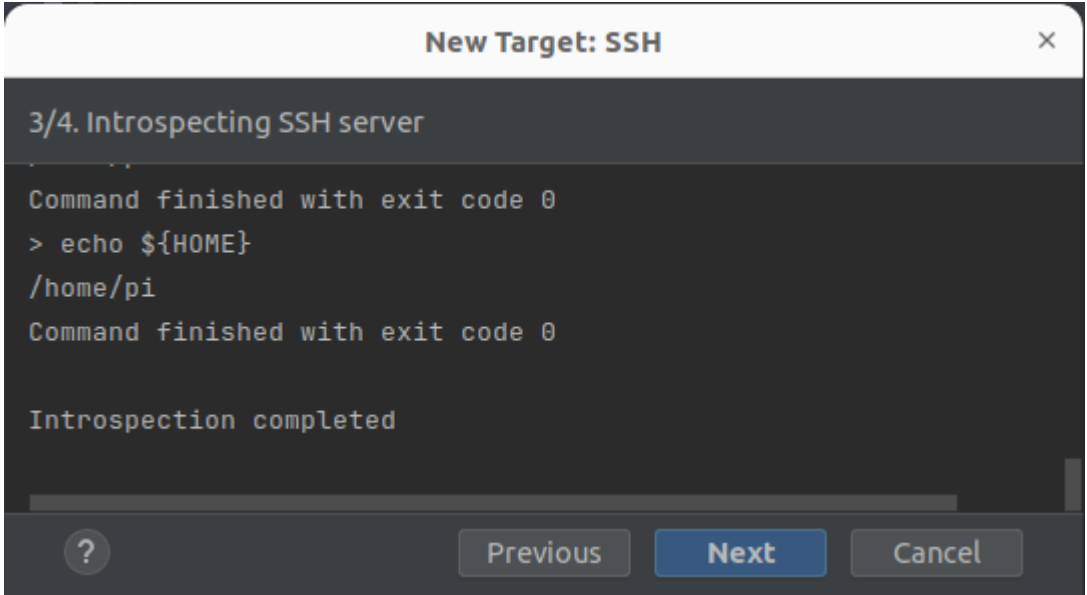 New Target: SSH
×
3/4. Introspecting SSH server
Command finished with exit code 0
> echo ${HOME}
/home/pi
Command finished with exit code 0
Introspection completed
? Previous Next Cancel